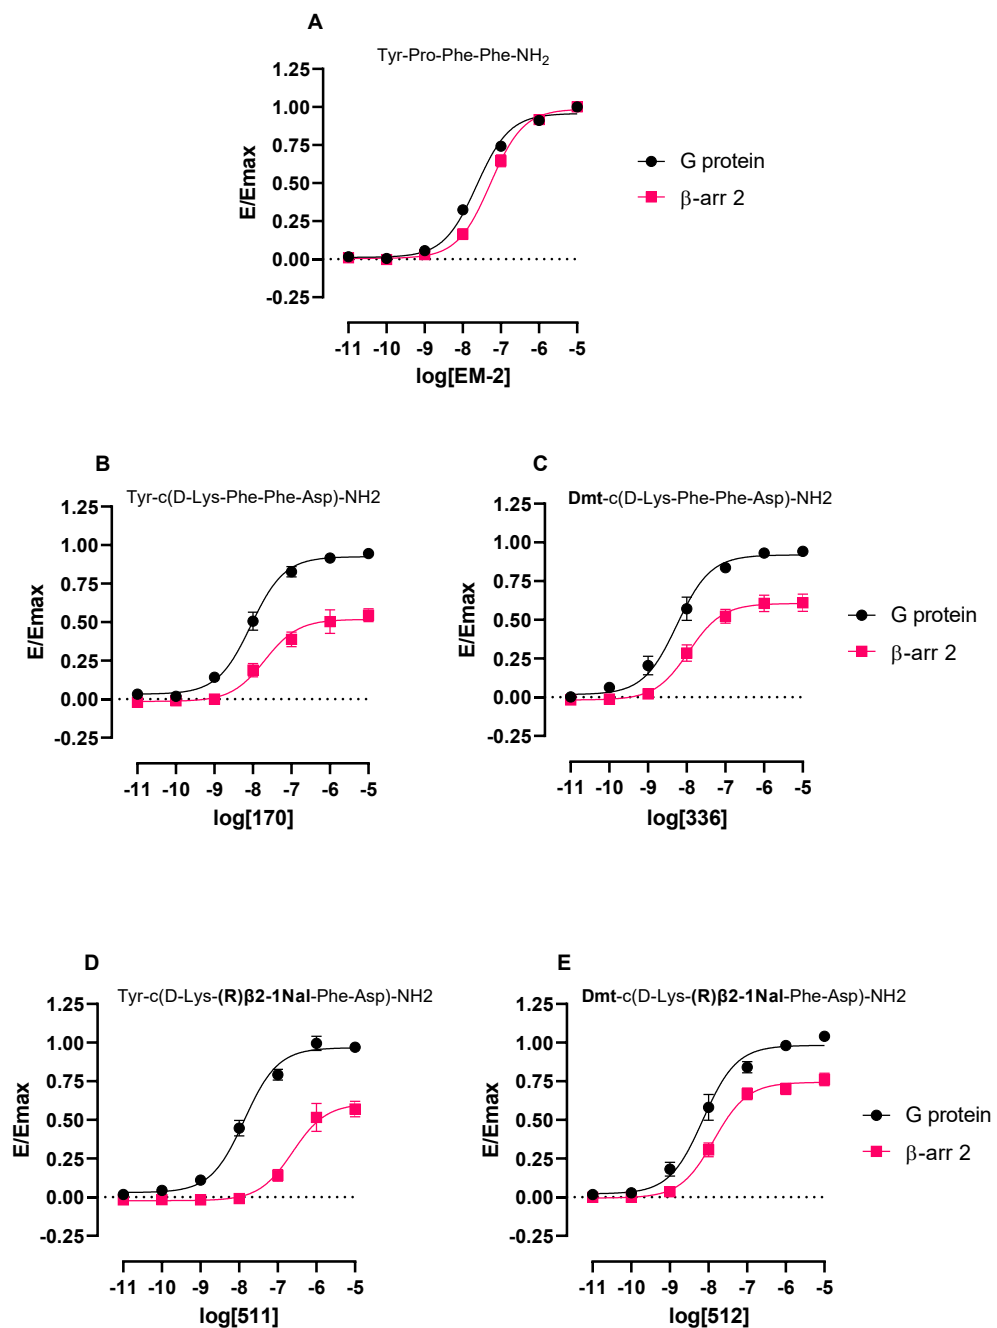 A
Tyr-Pro-Phe-Phe-NH2
1.25
1.00
0.75
0.50
0.25
0.00
-0.25
E/Emax
-11 -10 -9 -8 -7 -6 -5
log[EM-2]
G protein
β-arr 2
B
Tyr-c(D-Lys-Phe-Phe-Asp)-NH2
1.25
1.00
0.75
0.50
0.25
0.00
-0.25
E/Emax
-11 -10 -9 -8 -7 -6 -5
log[170]
C
Dmt-c(D-Lys-Phe-Phe-Asp)-NH2
1.25
1.00
0.75
0.50
0.25
0.00
-0.25
E/Emax
-11 -10 -9 -8 -7 -6 -5
log[336]
G protein
β-arr 2
D
Tyr-c(D-Lys-(R)β2-1Nal-Phe-Asp)-NH2
1.25
1.00
0.75
0.50
0.25
0.00
-0.25
E/Emax
-11 -10 -9 -8 -7 -6 -5
log[511]
E
Dmt-c(D-Lys-(R)β2-1Nal-Phe-Asp)-NH2
1.25
1.00
0.75
0.50
0.25
0.00
-0.25
E/Emax
-11 -10 -9 -8 -7 -6 -5
log[512]
G protein
β-arr 2